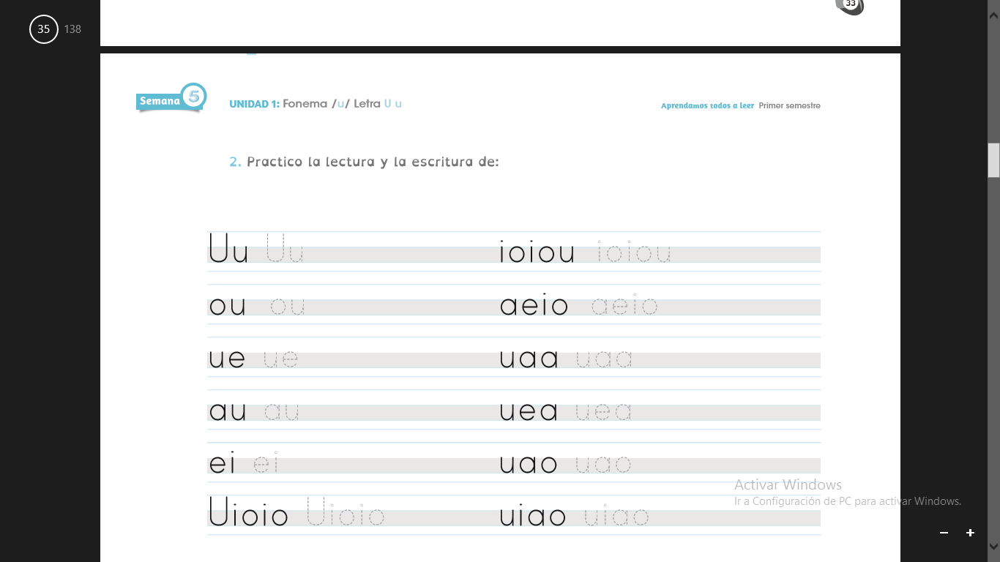 33
35 138
Semana 5 UNIDAD 1: Fonema /u/ Letra U u Aprendamos todos a leer Primer semestre
2. Practico la lectura y la escritura de:
Uu Uu ioiou ioiou
ou ou aeio aeio
ue ue uaa uaa
au au uea uea
ei ei uao uao
Uioio Uioio uiao uiao
Activar Windows
Ir a Configuración de PC para activar Windows.